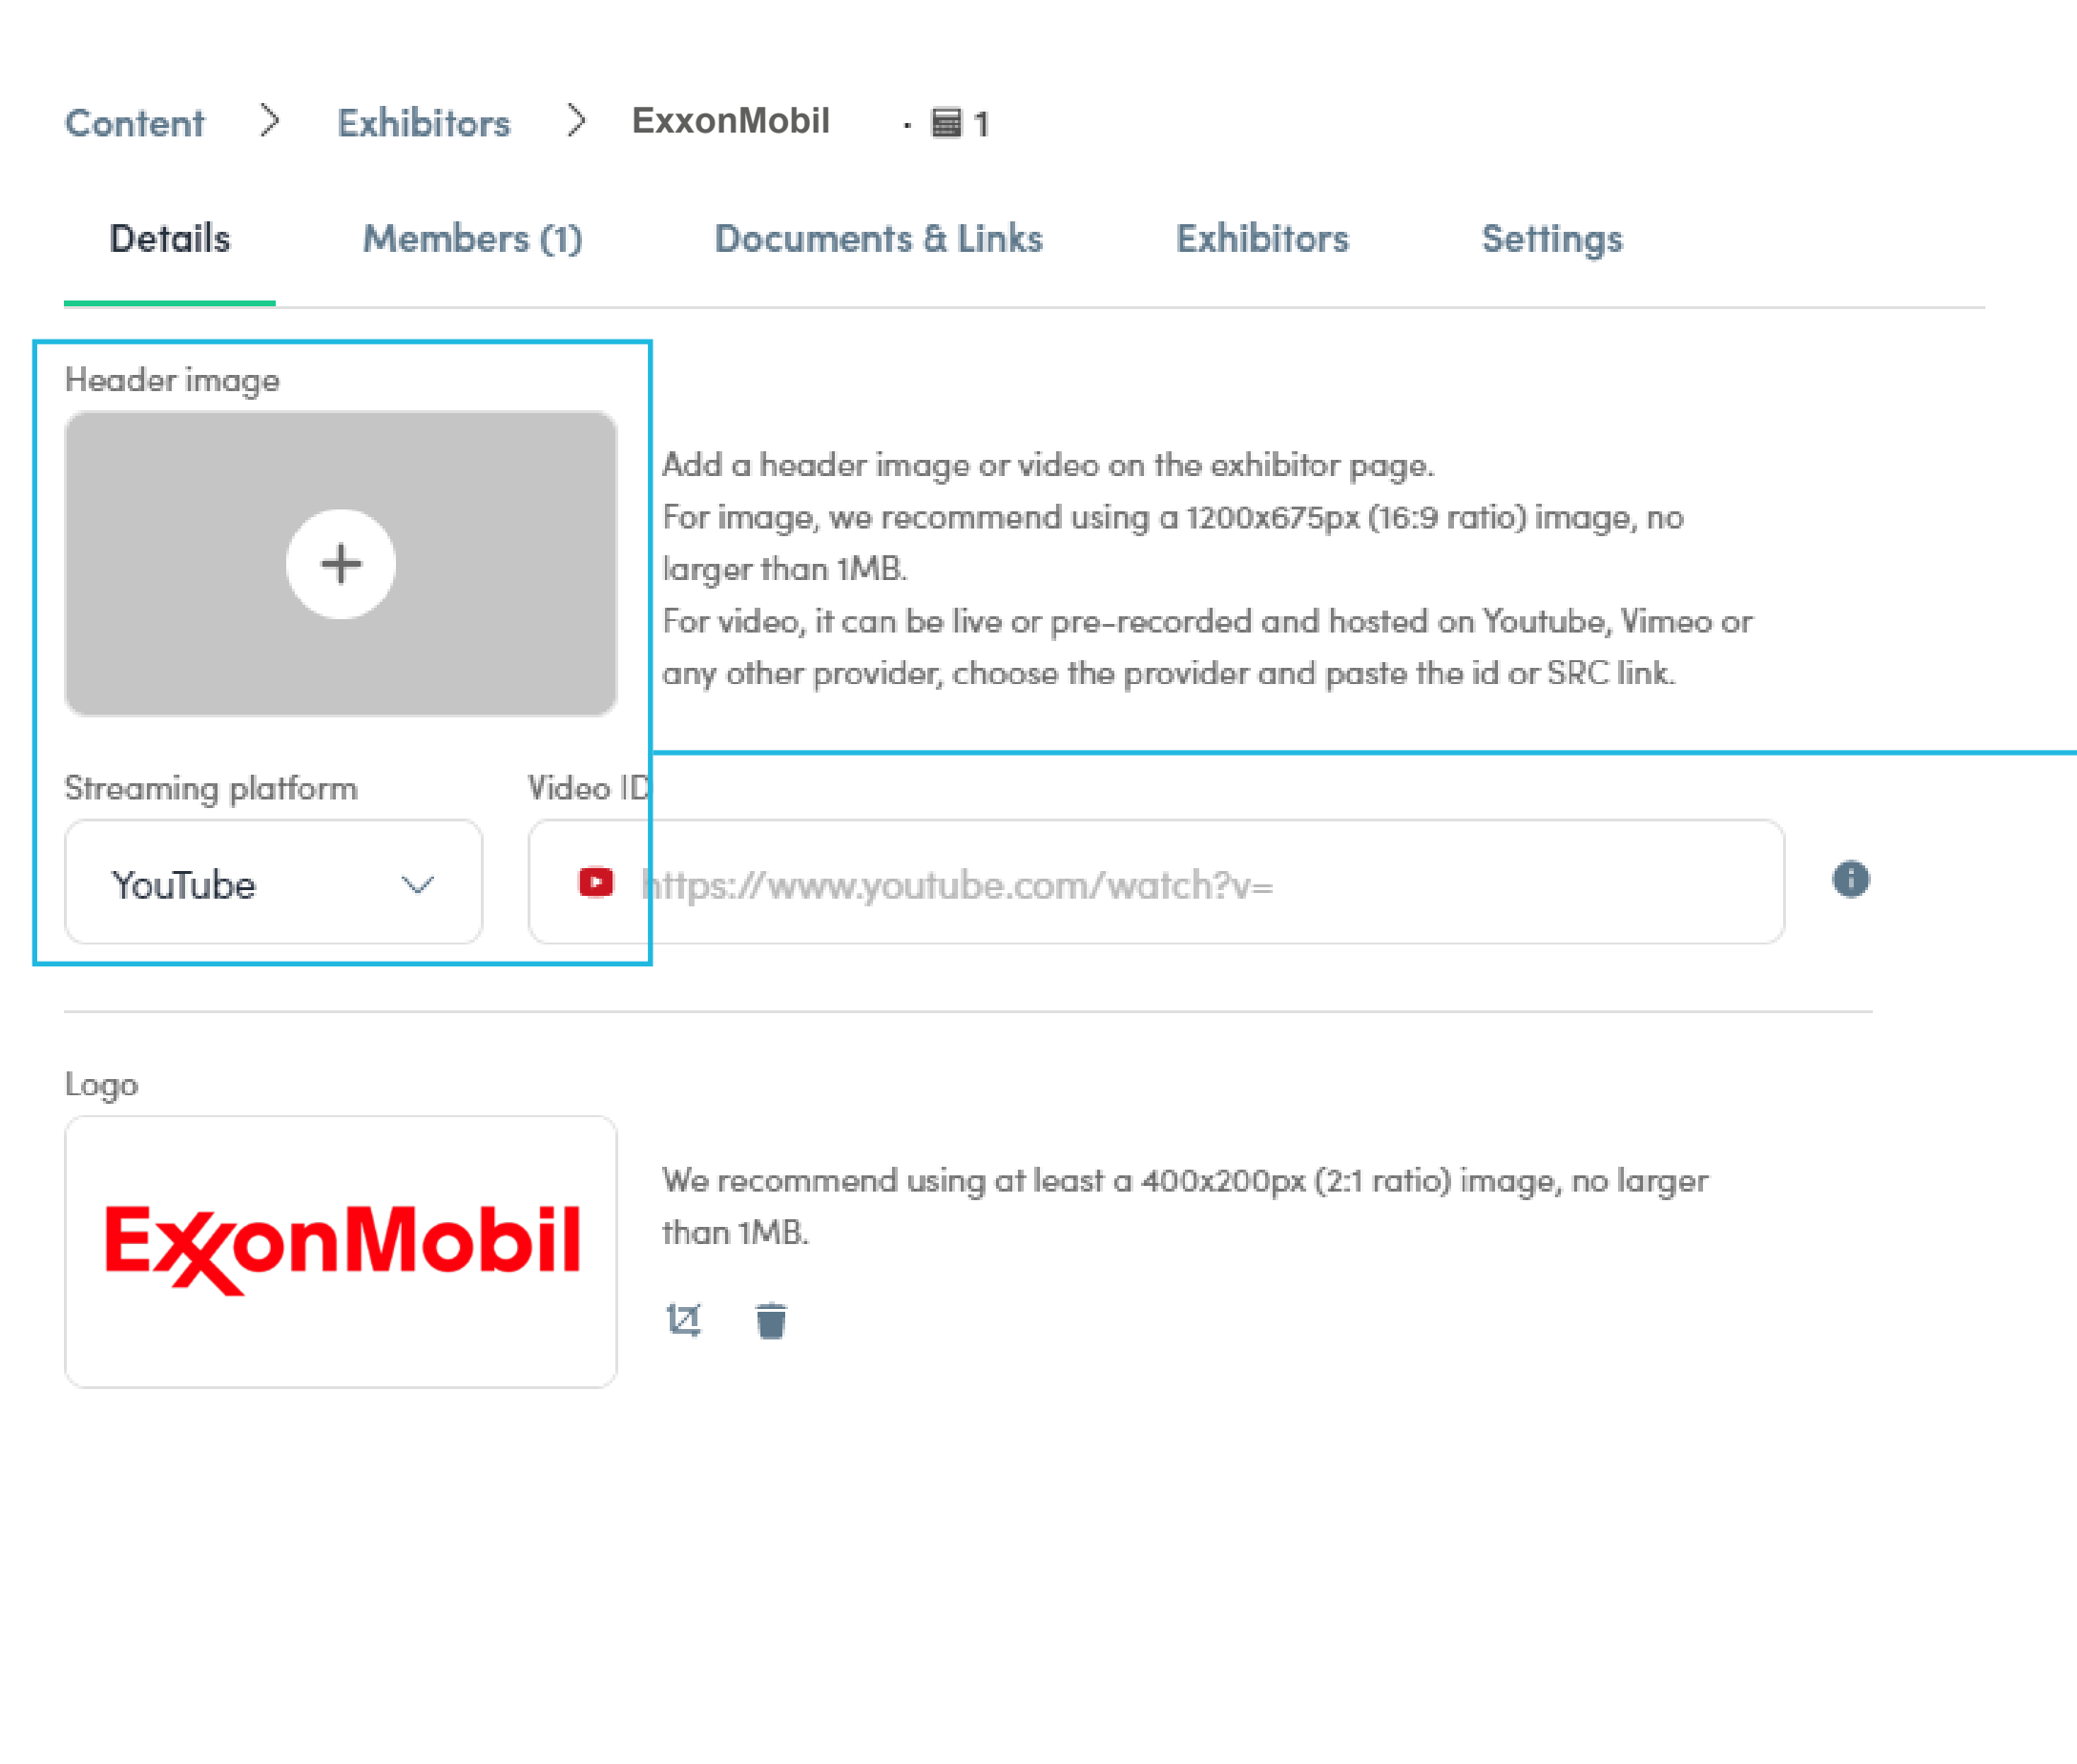 Content > Exhibitors > ExxonMobil · 1
Details Members (1) Documents & Links Exhibitors Settings
Header image
Add a header image or video on the exhibitor page.
For image, we recommend using a 1200x675px (16:9 ratio) image, no
larger than 1MB.
For video, it can be live or pre-recorded and hosted on Youtube, Vimeo or
any other provider, choose the provider and paste the id or SRC link.
Streaming platform Video ID
YouTube https://www.youtube.com/watch?v=
Logo
ExxonMobil
We recommend using at least a 400x200px (2:1 ratio) image, no larger
than 1MB.